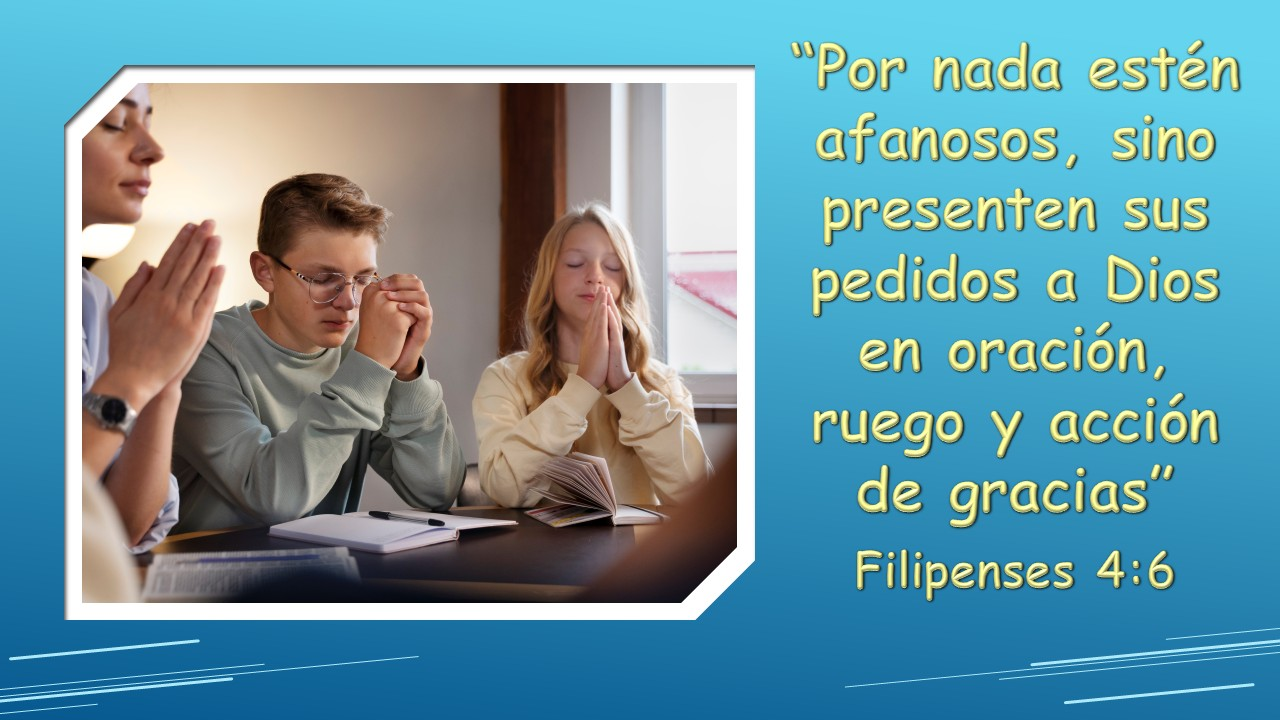 “Por nada estén
afanosos, sino
presenten sus
pedidos a Dios
en oración,
ruego y acción
de gracias”
Filipenses 4:6